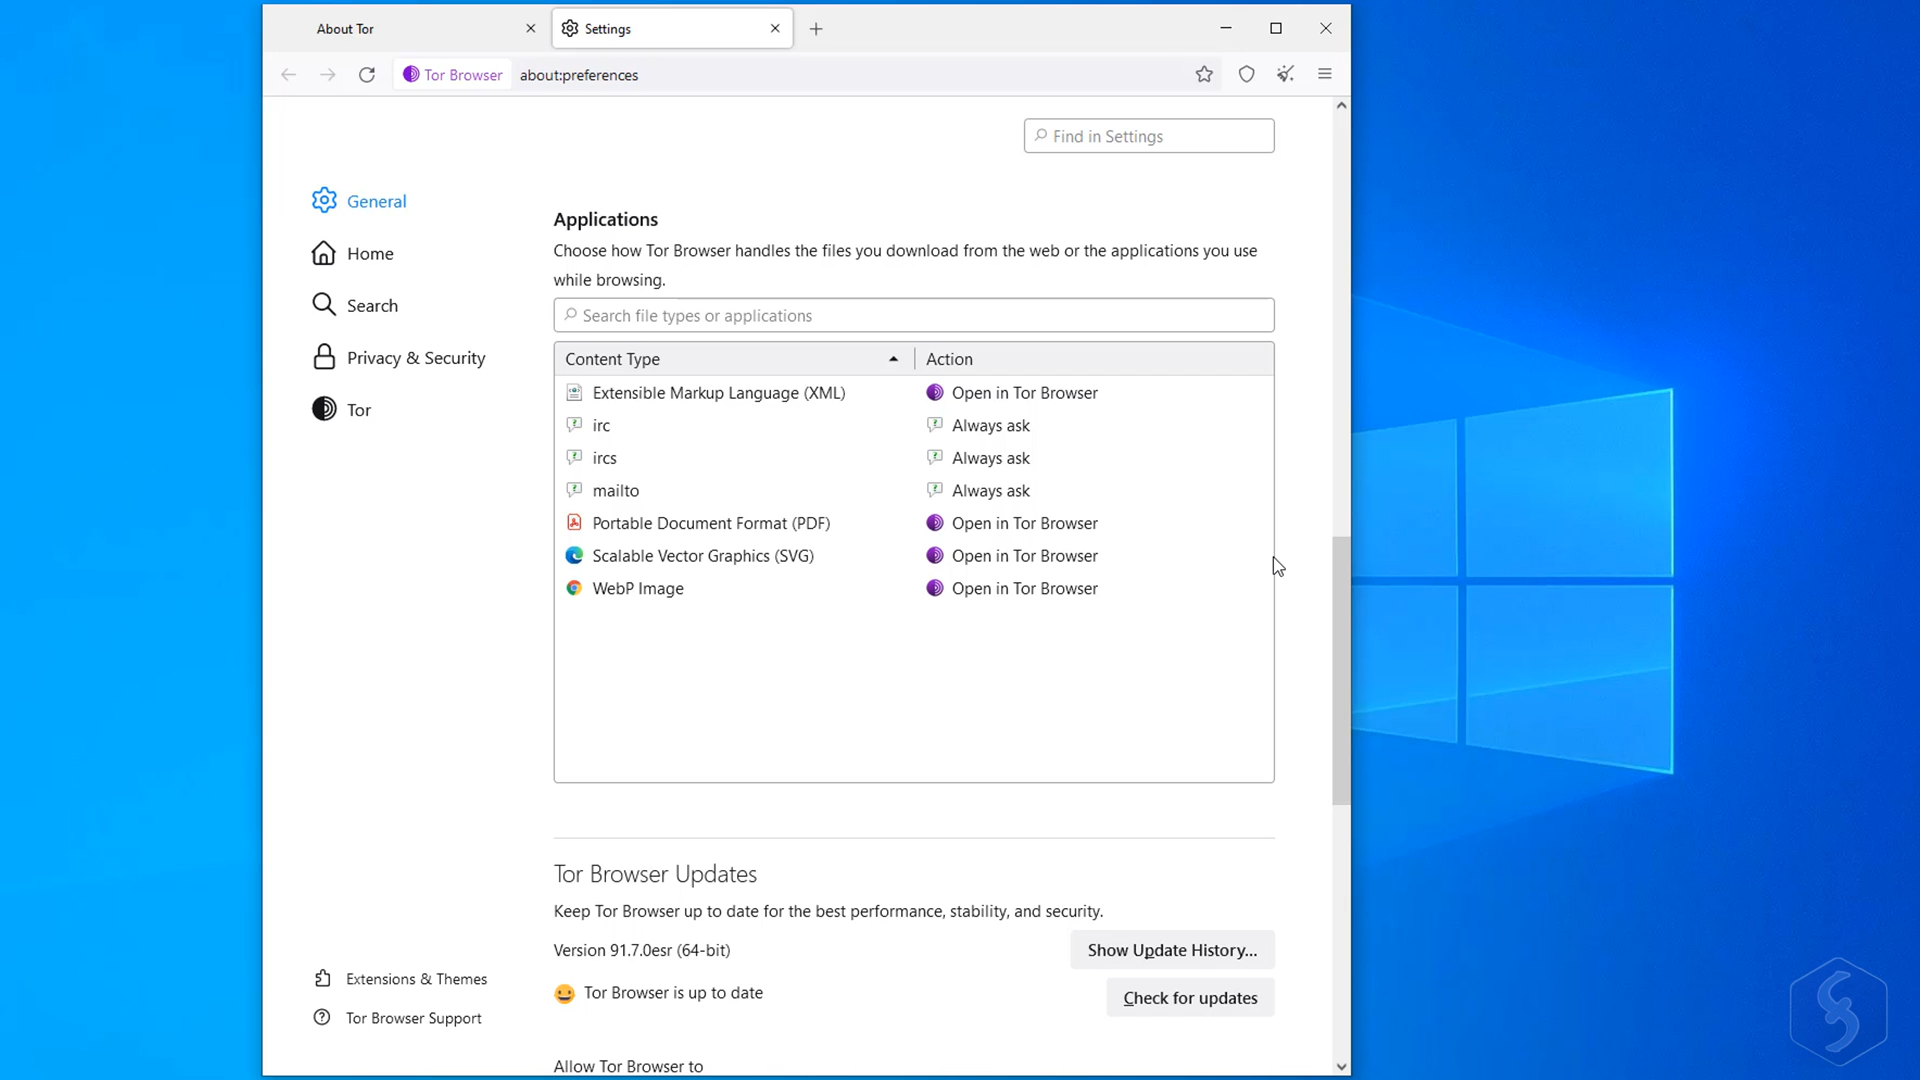 About Tor
Settings
Tor Browser
about:preferences
Find in Settings
General
Home
Search
Privacy & Security
Tor
Applications
Choose how Tor Browser handles the files you download from the web or the applications you use
while browsing.
Search file types or applications
Content Type Action
Extensible Markup Language (XML) Open in Tor Browser
irc Always ask
ircs Always ask
mailto Always ask
Portable Document Format (PDF) Open in Tor Browser
Scalable Vector Graphics (SVG) Open in Tor Browser
WebP Image Open in Tor Browser
Tor Browser Updates
Keep Tor Browser up to date for the best performance, stability, and security.
Version 91.7.0esr (64-bit)
Show Update History...
Tor Browser is up to date
Check for updates
Allow Tor Browser to
Extensions & Themes
Tor Browser Support